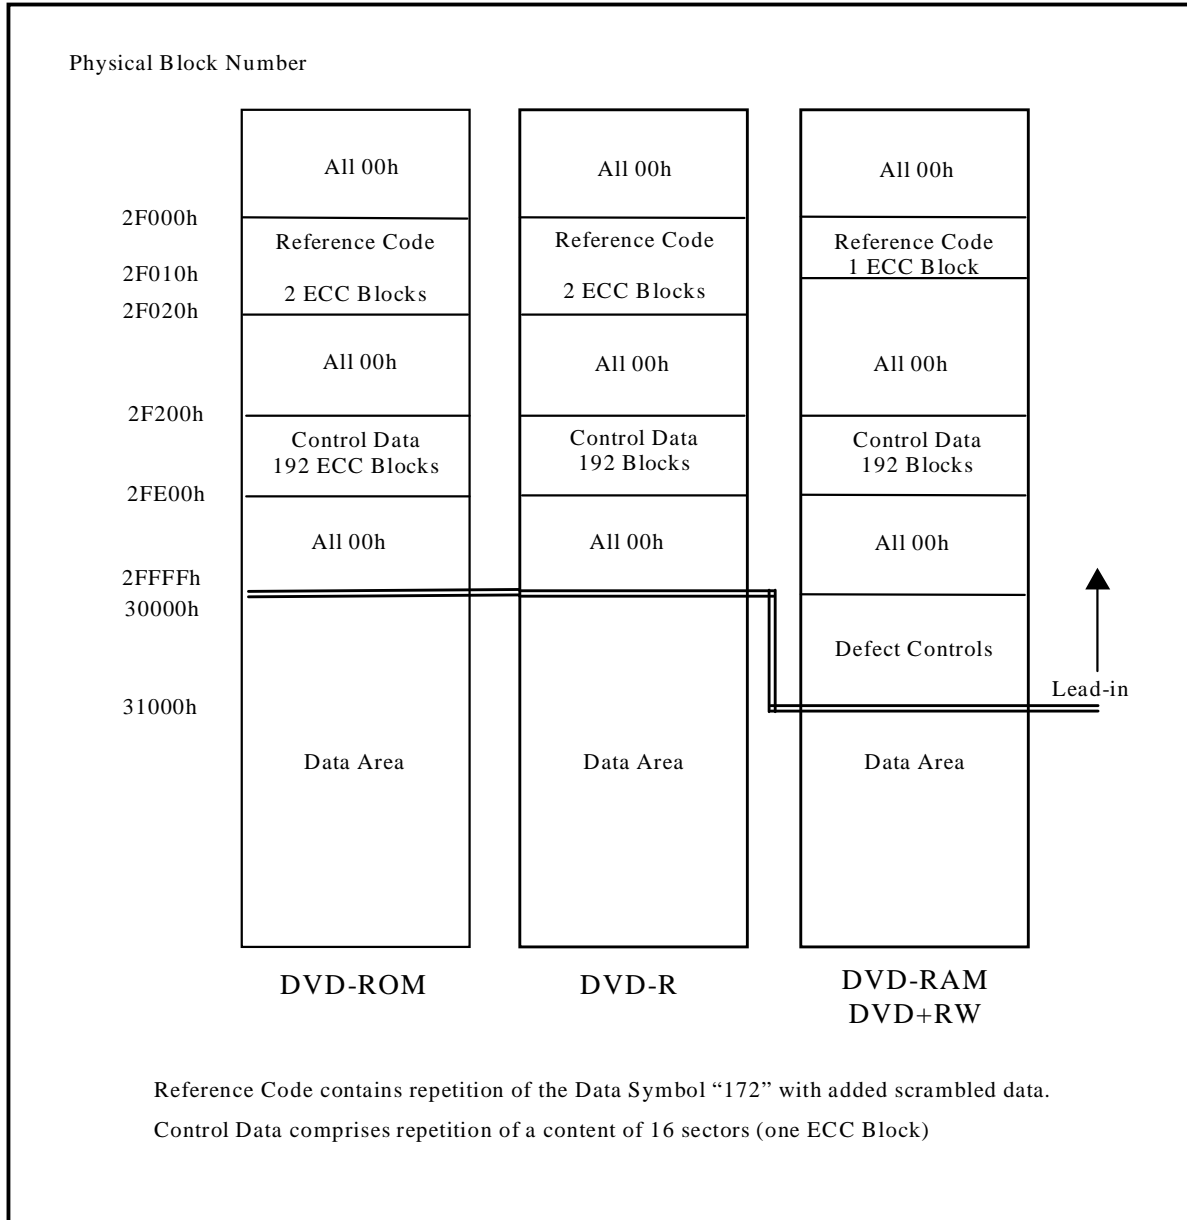 Physical Block Number
All 00h
All 00h
All 00h
2F000h
Reference Code
Reference Code
Reference Code
1 ECC Block
2F010h
2 ECC Blocks
2 ECC Blocks
2F020h
All 00h
All 00h
All 00h
2F200h
Control Data
192 ECC Blocks
Control Data
192 Blocks
Control Data
192 Blocks
2FE00h
All 00h
All 00h
All 00h
2FFFFh
30000h
Defect Controls
Lead-in
31000h
Data Area
Data Area
Data Area
DVD-ROM
DVD-R
DVD-RAM
DVD+RW
Reference Code contains repetition of the Data Symbol “172” with added scrambled data.
Control Data comprises repetition of a content of 16 sectors (one ECC Block)